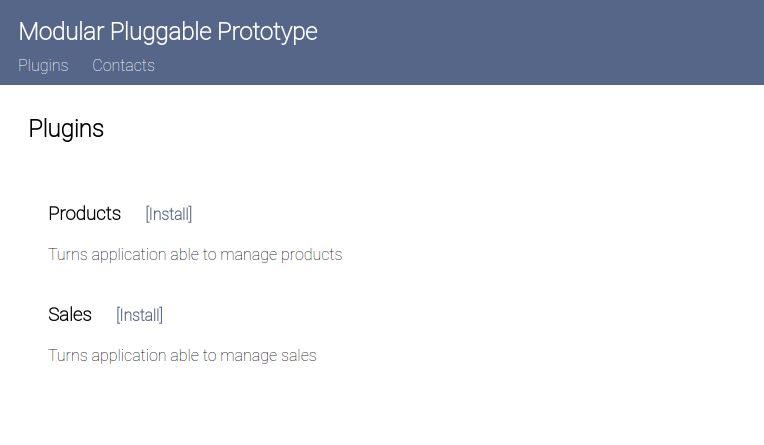 Modular Pluggable Prototype
Plugins Contacts
Plugins
Products [Install]
Turns application able to manage products
Sales [Install]
Turns application able to manage sales